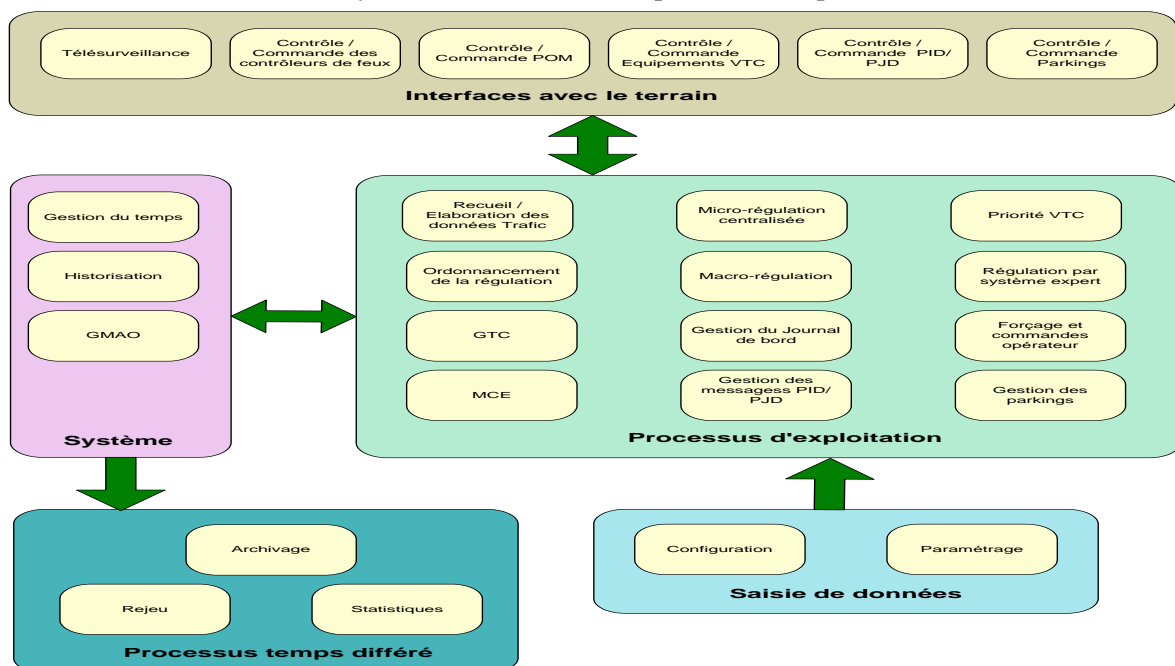 Télésurveillance
Contrôle /
Commande des
contrôleurs de feux
Contrôle /
Commande POM
Contrôle /
Commande
Equipements VTC
Contrôle /
Commande PID/
PJD
Contrôle /
Commande
Parkings
Interfaces avec le terrain
Gestion du temps
Historisation
GMAO
Système
Recueil /
Elaboration des
données Trafic
Micro-régulation
centralisée
Priorité VTC
Ordonnancement
de la régulation
Macro-régulation
Régulation par
système expert
GTC
Gestion du Journal
de bord
Forçage et
commandes
opérateur
MCE
Gestion des
messagess PID/
PJD
Gestion des
parkings
Processus d'exploitation
Archivage
Rejeu
Statistiques
Processus temps différé
Configuration
Paramétrage
Saisie de données